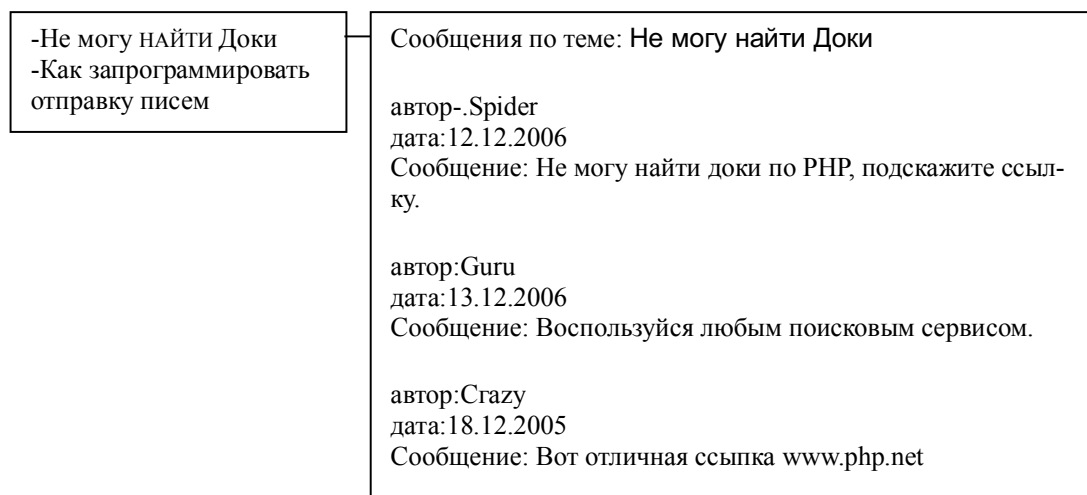 -Не могу НАЙТИ Доки
-Как запрограммировать
отправку писем
Сообщения по теме: Не могу найти Доки
автор-.Spider
дата:12.12.2006
Сообщение: Не могу найти доки по PHP, подскажите ссыл-
ку.
автор:Guru
дата:13.12.2006
Сообщение: Воспользуйся любым поисковым сервисом.
автор:Crazy
дата:18.12.2005
Сообщение: Вот отличная ссыпка www.php.net